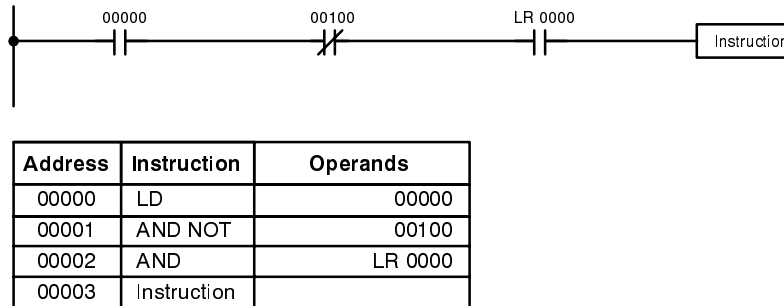 00000 00100 LR 0000
Instruction
Address Instruction Operands
00000 LD 00000
00001 AND NOT 00100
00002 AND LR 0000
00003 Instruction